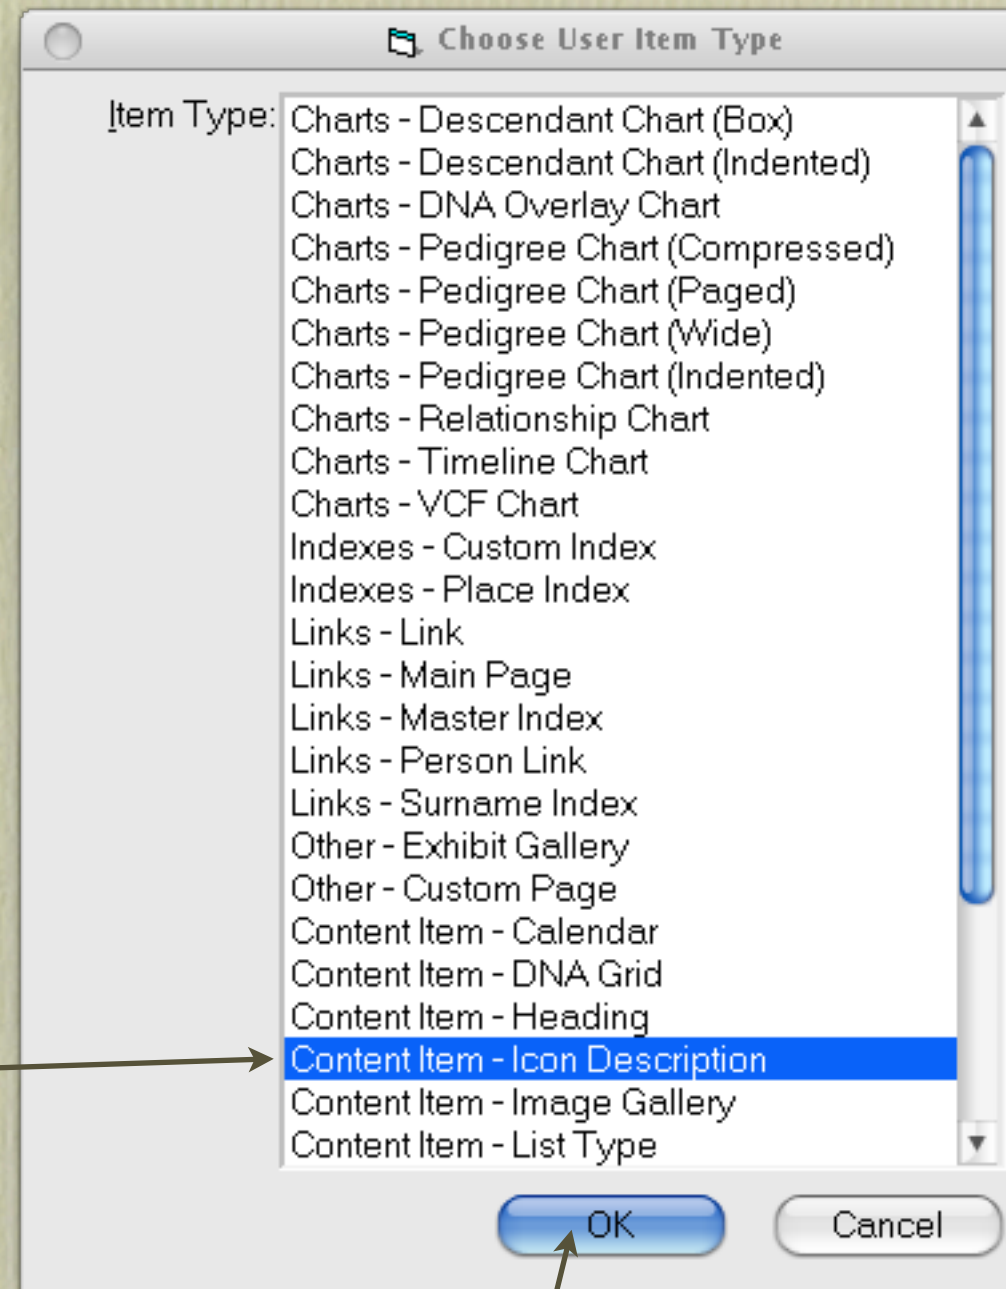 Choose User Item Type
Item Type:
Charts - Descendant Chart (Box)
Charts - Descendant Chart (Indented)
Charts - DNA Overlay Chart
Charts - Pedigree Chart (Compressed)
Charts - Pedigree Chart (Paged)
Charts - Pedigree Chart (Wide)
Charts - Pedigree Chart (Indented)
Charts - Relationship Chart
Charts - Timeline Chart
Charts - VCF Chart
Indexes - Custom Index
Indexes - Place Index
Links - Link
Links - Main Page
Links - Master Index
Links - Person Link
Links - Surname Index
Other - Exhibit Gallery
Other - Custom Page
Content Item - Calendar
Content Item - DNA Grid
Content Item - Heading
Content Item - Icon Description
Content Item - Image Gallery
Content Item - List Type
OK Cancel